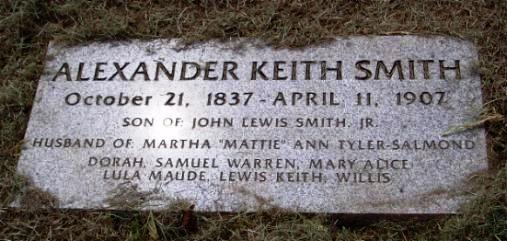 ALEXANDER KEITH SMITH
October 21, 1837 - APRIL 11, 1907
SON OF JOHN LEWIS SMITH, JR.
HUSBAND OF MARTHA "MATTIE" ANN TYLER-SALMOND
DORAH, SAMUEL WARREN, MARY ALICE
LULA MAUDE, LEWIS KEITH, WILLIS